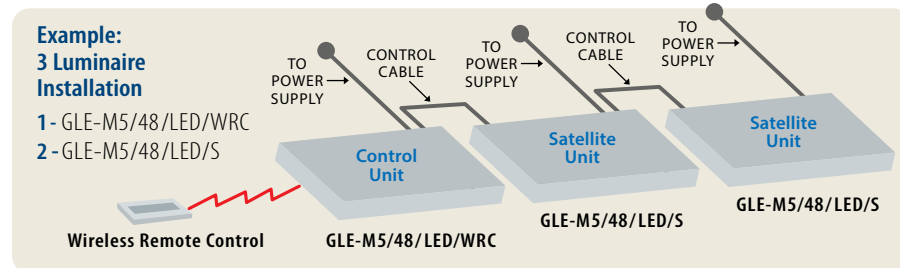 Example:
3 Luminaire
Installation
1 - GLE-M5/48/LED/WRC
2 - GLE-M5/48/LED/S
TO
POWER
SUPPLY
CONTROL
CABLE
TO
POWER
SUPPLY
CONTROL
CABLE
TO
POWER
SUPPLY
Control
Unit
Satellite
Unit
Satellite
Unit
Wireless Remote Control
GLE-M5/48/LED/WRC
GLE-M5/48/LED/S
GLE-M5/48/LED/S